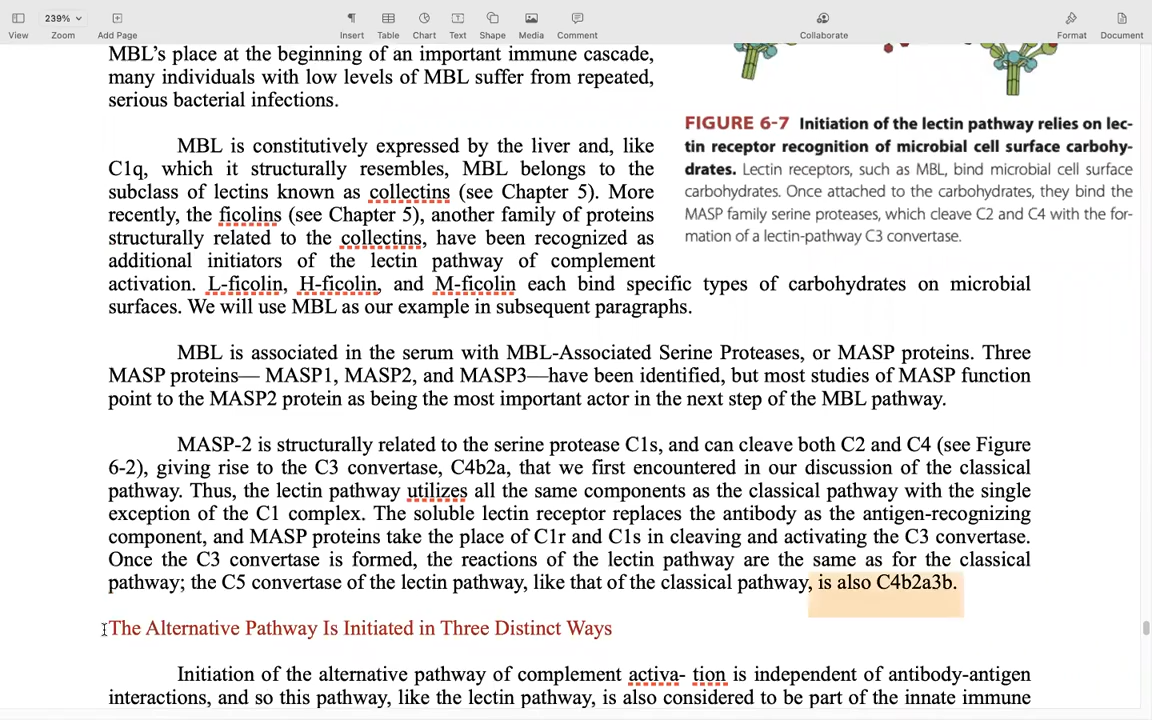 239%
View
Zoom
Add Page
Insert
Table
Chart
Text
Shape
Media
Comment
Collaborate
Format
Document
MBL's place at the beginning of an important immune cascade,
many individuals with low levels of MBL suffer from repeated,
serious bacterial infections.
MBL is constitutively expressed by the liver and, like
C1q, which it structurally resembles, MBL belongs to the
subclass of lectins known as collectins (see Chapter 5). More
recently, the ficolins (see Chapter 5), another family of proteins
structurally related to the collectins, have been recognized as
additional initiators of the lectin pathway of complement
activation. L-ficolin, H-ficolin, and M-ficolin each bind specific types of carbohydrates on microbial
surfaces. We will use MBL as our example in subsequent paragraphs.
FIGURE 6-7 Initiation of the lectin pathway relies on lec-
tin receptor recognition of microbial cell surface carbohy-
drates. Lectin receptors, such as MBL, bind microbial cell surface
carbohydrates. Once attached to the carbohydrates, they bind the
MASP family serine proteases, which cleave C2 and C4 with the for-
mation of a lectin-pathway C3 convertase.
MBL is associated in the serum with MBL-Associated Serine Proteases, or MASP proteins. Three
MASP proteins— MASP1, MASP2, and MASP3—have been identified, but most studies of MASP function
point to the MASP2 protein as being the most important actor in the next step of the MBL pathway.
MASP-2 is structurally related to the serine protease C1s, and can cleave both C2 and C4 (see Figure
6-2), giving rise to the C3 convertase, C4b2a, that we first encountered in our discussion of the classical
pathway. Thus, the lectin pathway utilizes all the same components as the classical pathway with the single
exception of the C1 complex. The soluble lectin receptor replaces the antibody as the antigen-recognizing
component, and MASP proteins take the place of C1r and C1s in cleaving and activating the C3 convertase.
Once the C3 convertase is formed, the reactions of the lectin pathway are the same as for the classical
pathway; the C5 convertase of the lectin pathway, like that of the classical pathway, is also C4b2a3b.
The Alternative Pathway Is Initiated in Three Distinct Ways
Initiation of the alternative pathway of complement activa- tion is independent of antibody-antigen
interactions, and so this pathway, like the lectin pathway, is also considered to be part of the innate immune